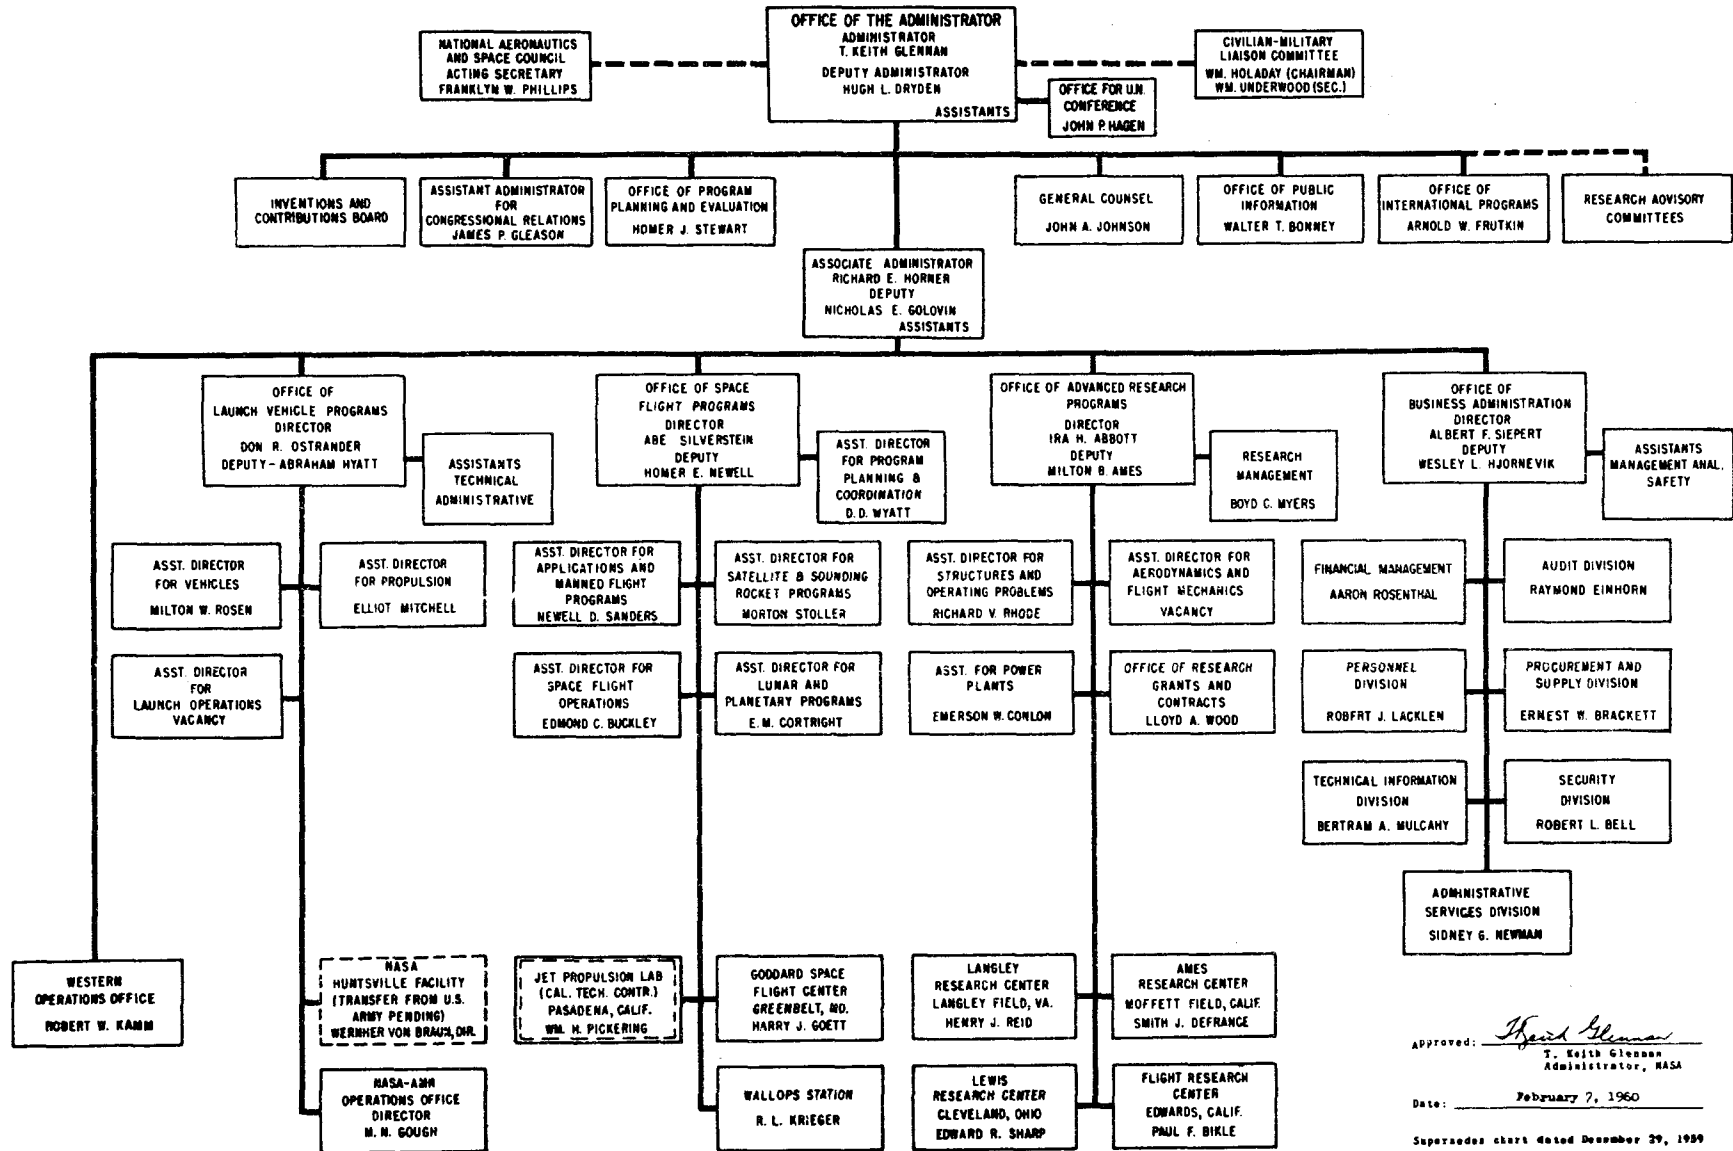 OFFICE OF THE ADMINISTRATOR
ADMINISTRATOR
T. KEITH GLENNAN
DEPUTY ADMINISTRATOR
HUGH L. DRYDEN
ASSISTANTS
NATIONAL AERONAUTICS
AND SPACE COUNCIL
ACTING SECRETARY
FRANKLYN W. PHILLIPS
CIVILIAN-MILITARY
LIAISON COMMITTEE
WM. HOLADAY (CHAIRMAN)
WM. UNDERWOOD (SEC.)
OFFICE FOR U.N.
CONFERENCE
JOHN P. HAGEN
INVENTIONS AND
CONTRIBUTIONS BOARD
ASSISTANT ADMINISTRATOR
FOR
CONGRESSIONAL RELATIONS
JAMES P. GLEASON
OFFICE OF PROGRAM
PLANNING AND EVALUATION
HOMER J. STEWART
GENERAL COUNSEL
JOHN A. JOHNSON
OFFICE OF PUBLIC
INFORMATION
WALTER T. BONNEY
OFFICE OF
INTERNATIONAL PROGRAMS
ARNOLD W. FRUTKIN
RESEARCH ADVISORY
COMMITTEES
ASSOCIATE ADMINISTRATOR
RICHARD E. HORNER
DEPUTY
NICHOLAS E. GOLOVIN
ASSISTANTS
OFFICE OF
LAUNCH VEHICLE PROGRAMS
DIRECTOR
DON R. OSTRANDER
DEPUTY-ABRAHAM HYATT
ASSISTANTS
TECHNICAL
ADMINISTRATIVE
OFFICE OF SPACE
FLIGHT PROGRAMS
DIRECTOR
ABE SILVERSTEIN
DEPUTY
HOMER E. NEWELL
ASST. DIRECTOR
FOR PROGRAM
PLANNING &
COORDINATION
D.D. WYATT
OFFICE OF ADVANCED RESEARCH
PROGRAMS
DIRECTOR
IRA H. ABBOTT
DEPUTY
MILTON B. AMES
RESEARCH
MANAGEMENT
BOYD C. MYERS
OFFICE OF
BUSINESS ADMINISTRATION
DIRECTOR
ALBERT F. SIEPERT
DEPUTY
WESLEY L. HJORNEVIK
ASSISTANTS
MANAGEMENT ANAL.
SAFETY
ASST. DIRECTOR
FOR VEHICLES
MILTON W. ROSEN
ASST. DIRECTOR
FOR PROPULSION
ELLIOT MITCHELL
ASST. DIRECTOR FOR
APPLICATIONS AND
MANNED FLIGHT
PROGRAMS
NEWELL D. SANDERS
ASST. DIRECTOR FOR
SATELLITE & SOUNDING
ROCKET PROGRAMS
MORTON STOLLER
ASST. DIRECTOR FOR
STRUCTURES AND
OPERATING PROBLEMS
RICHARD V. RHODE
ASST. DIRECTOR FOR
AERODYNAMICS AND
FLIGHT MECHANICS
VACANCY
FINANCIAL MANAGEMENT
AARON ROSENTHAL
AUDIT DIVISION
RAYMOND EINHORN
ASST. DIRECTOR
FOR
LAUNCH OPERATIONS
VACANCY
ASST. DIRECTOR FOR
SPACE FLIGHT
OPERATIONS
EDMOND C. BUCKLEY
ASST. DIRECTOR FOR
LUNAR AND
PLANETARY PROGRAMS
E.M. CORTRIGHT
ASST. FOR POWER
PLANTS
EMERSON W. CONLON
OFFICE OF RESEARCH
GRANTS AND
CONTRACTS
LLOYD A. WOOD
PERSONNEL
DIVISION
ROBERT J. LACKLEN
PROCUREMENT AND
SUPPLY DIVISION
ERNEST W. BRACKETT
TECHNICAL INFORMATION
DIVISION
BERTRAM A. MULCAHY
SECURITY
DIVISION
ROBERT L. BELL
ADMINISTRATIVE
SERVICES DIVISION
SIDNEY G. NEWMAN
WESTERN
OPERATIONS OFFICE
ROBERT W. KAMM
NASA
HUNTSVILLE FACILITY
(TRANSFER FROM U.S.
ARMY PENDING)
WERNHER VON BRAUN, DIR.
JET PROPULSION LAB
(CAL. TECH. CONTR.)
PASADENA, CALIF.
WM. H. PICKERING
GODDARD SPACE
FLIGHT CENTER
GREENBELT, MD.
HARRY J. GOETT
LANGLEY
RESEARCH CENTER
LANGLEY FIELD, VA.
HENRY J. REID
AMES
RESEARCH CENTER
MOFFETT FIELD, CALIF.
SMITH J. DEFRANCE
NASA-AMR
OPERATIONS OFFICE
DIRECTOR
M. N. GOUGH
WALLOPS STATION
R. L. KRIEGER
LEWIS
RESEARCH CENTER
CLEVELAND, OHIO
EDWARD R. SHARP
FLIGHT RESEARCH
CENTER
EDWARDS, CALIF.
PAUL F. BIKLE
Approved: T Keith Glennan
T. Keith Glennan
Administrator, NASA
Date: February 7, 1960
Supersedes chart dated December 29, 1959